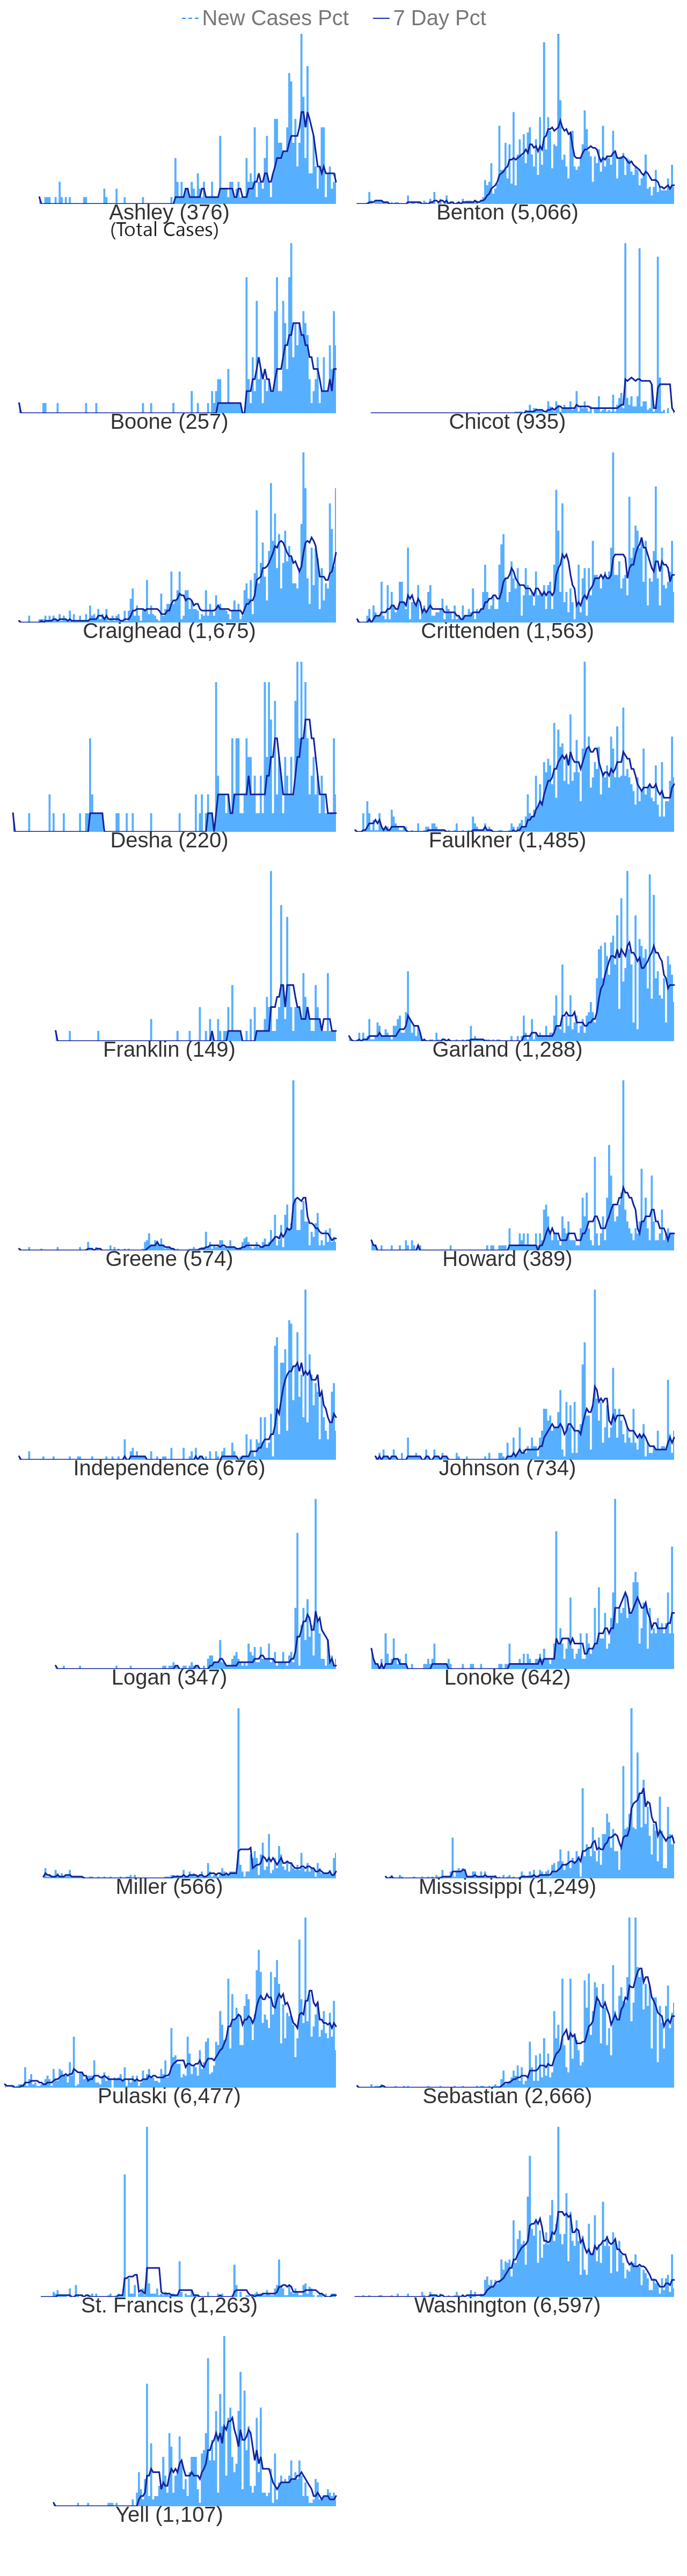 New Cases Pct 7 Day Pct
Ashley (376) Benton (5,066)
(Total Cases)
Boone (257) Chicot (935)
Craighead (1,675) Crittenden (1,563)
Desha (220) Faulkner (1,485)
Franklin (149) Garland (1,288)
Greene (574) Howard (389)
Independence (676) Johnson (734)
Logan (347) Lonoke (642)
Miller (566) Mississippi (1,249)
Pulaski (6,477) Sebastian (2,666)
St. Francis (1,263) Washington (6,597)
Yell (1,107)